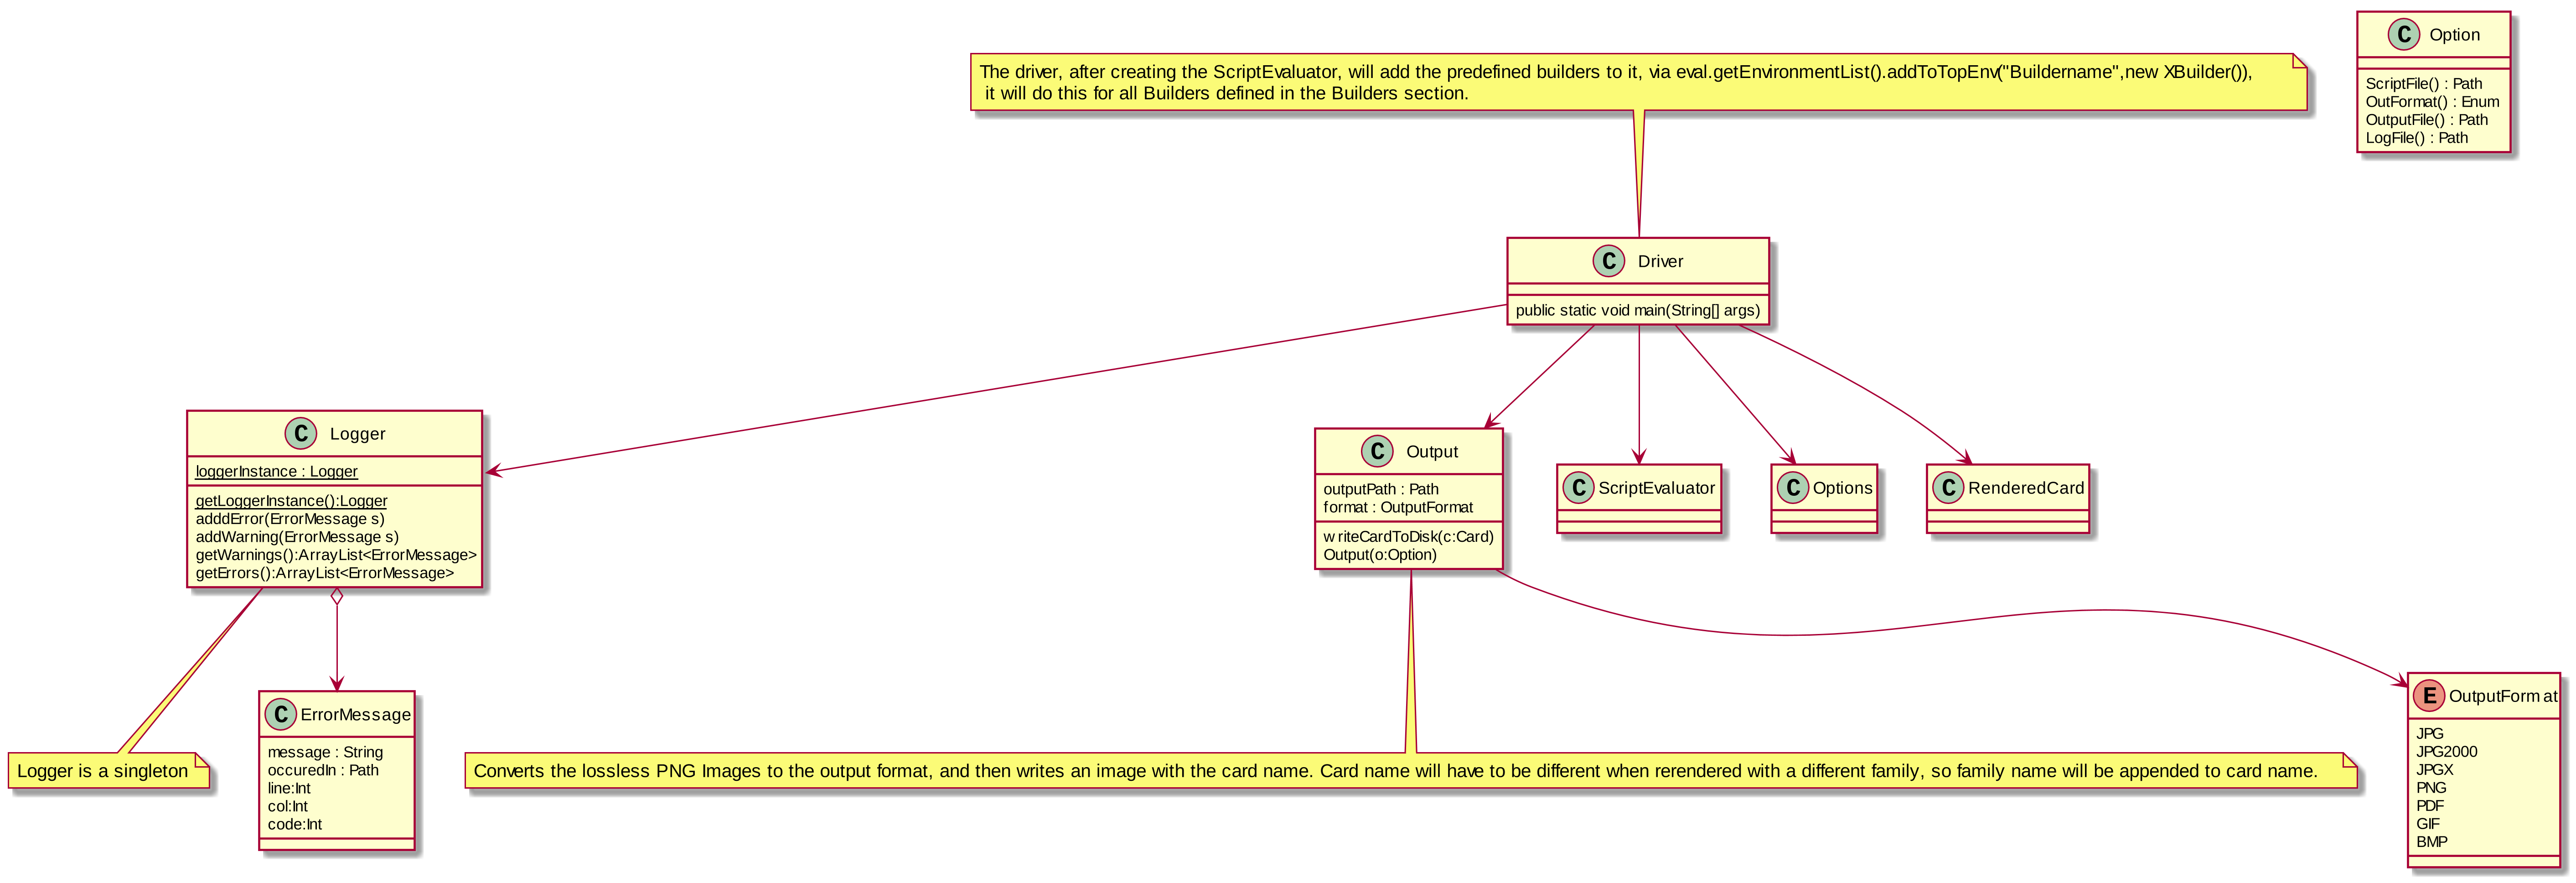 C Option
ScriptFile() : Path
OutFormat() : Enum
OutputFile() : Path
LogFile() : Path
The driver, after creating the ScriptEvaluator, will add the predefined builders to it, via eval.getEnvironmentList().addToTopEnv("Buildername",new XBuilder()),
it will do this for all Builders defined in the Builders section.
C Driver
public static void main(String[] args)
C Logger
loggerInstance : Logger
getLoggerInstance():Logger
adddError(ErrorMessage s)
addWarning(ErrorMessage s)
getWarnings():ArrayList<ErrorMessage>
getErrors():ArrayList<ErrorMessage>
C Output
outputPath : Path
format : OutputFormat
writeCardToDisk(c:Card)
Output(o:Option)
C ScriptEvaluator
C Options
C RenderedCard
Logger is a singleton
C ErrorMessage
message : String
occuredIn : Path
line:Int
col:Int
code:Int
Converts the lossless PNG Images to the output format, and then writes an image with the card name. Card name will have to be different when rerendered with a different family, so family name will be appended to card name.
E OutputFormat
JPG
JPG2000
JPGX
PNG
PDF
GIF
BMP